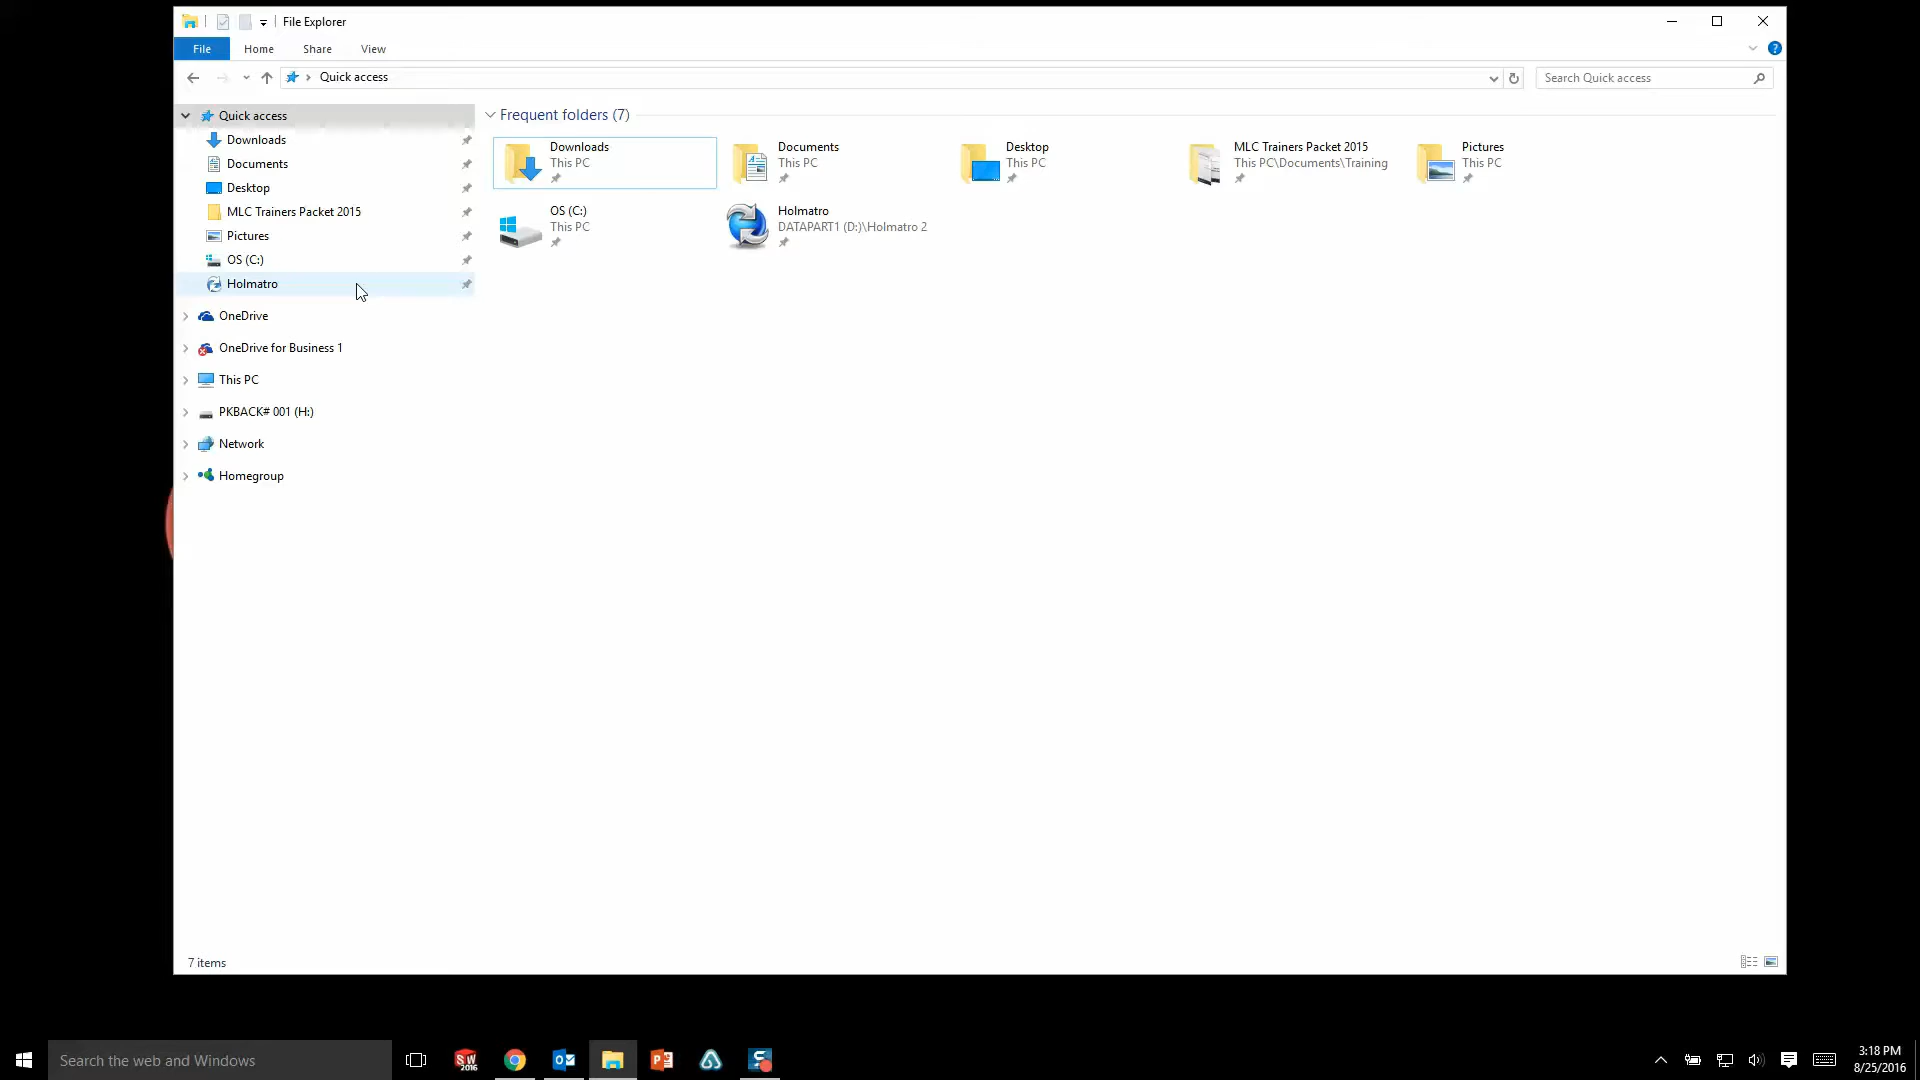 File Explorer
File
Home
Share
View
?
Quick access
Search Quick access
Quick access
Downloads
Documents
Desktop
MLC Trainers Packet 2015
Pictures
OS (C:)
Holmatro
OneDrive
OneDrive for Business 1
This PC
PKBACK# 001 (H:)
Network
Homegroup
Frequent folders (7)
Downloads
This PC
Documents
This PC
Desktop
This PC
MLC Trainers Packet 2015
This PC\Documents\Training
Pictures
This PC
OS (C:)
This PC
Holmatro
DATAPART1 (D:)\Holmatro 2
7 items
Search the web and Windows
SW
2016
3:18 PM
8/25/2016